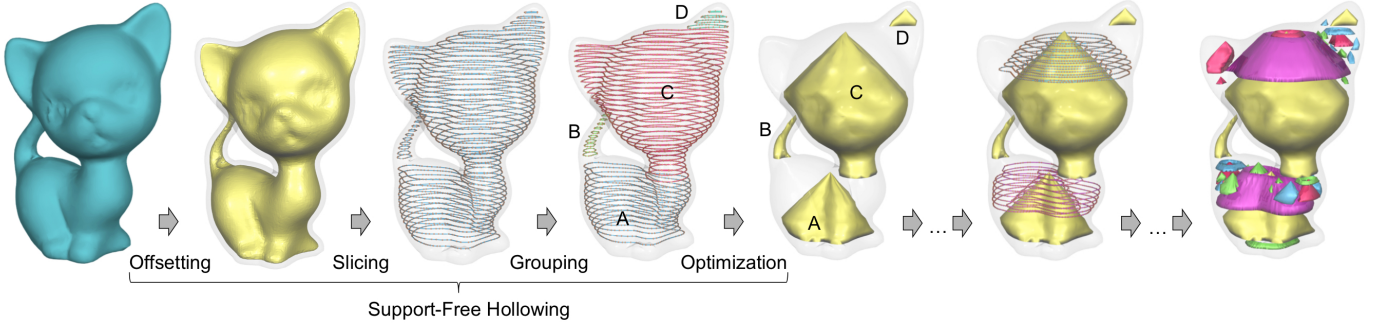 D
C
B
A
D
C
B
A
... ...
Offsetting Slicing Grouping Optimization
Support-Free Hollowing